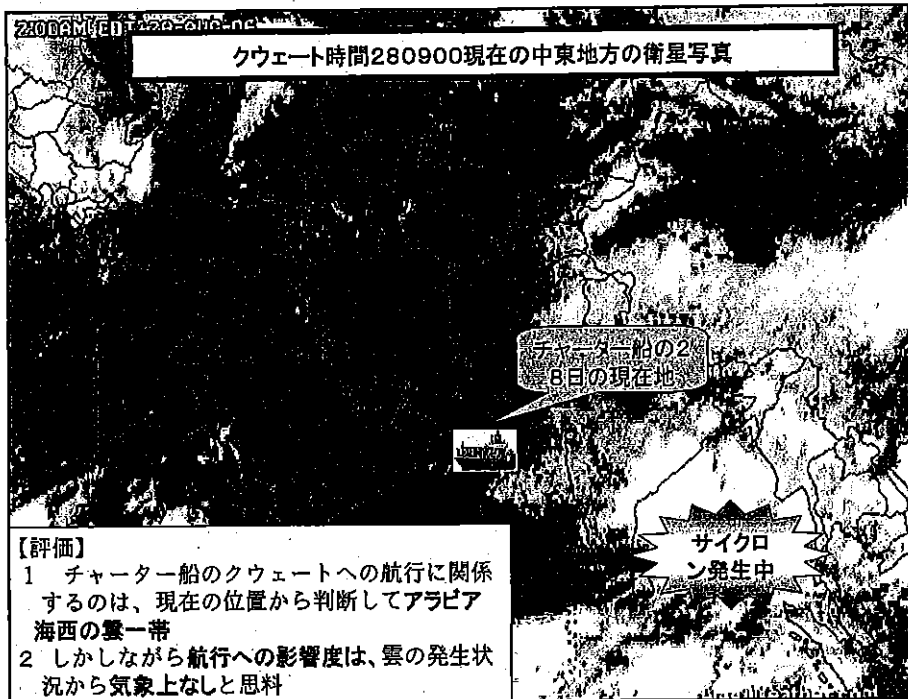 2:00AM(EDT) 28-AUG-06
クウェート時間280900現在の中東地方の衛星写真
チャーター船の2
8日の現在地
サイクロ
ン発生中
【評価】
1 チャーター船のクウェートへの航行に関係
するのは、現在の位置から判断してアラビア
海西の雲一帯
2 しかしながら航行への影響度は、雲の発生状
況から気象上なしと思料